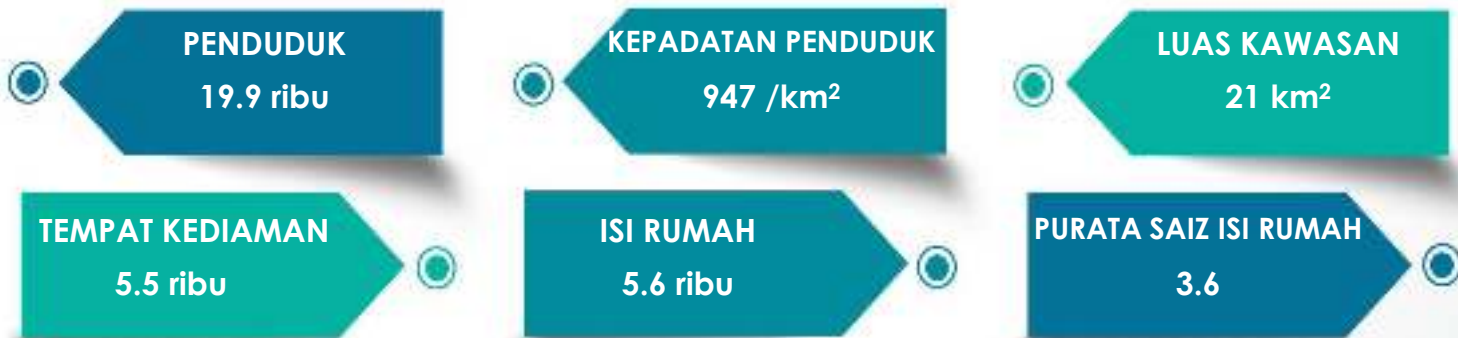 PENDUDUK
19.9 ribu
KEPADATAN PENDUDUK
947 /km²
LUAS KAWASAN
21 km²
TEMPAT KEDIAMAN
5.5 ribu
ISI RUMAH
5.6 ribu
PURATA SAIZ ISI RUMAH
3.6